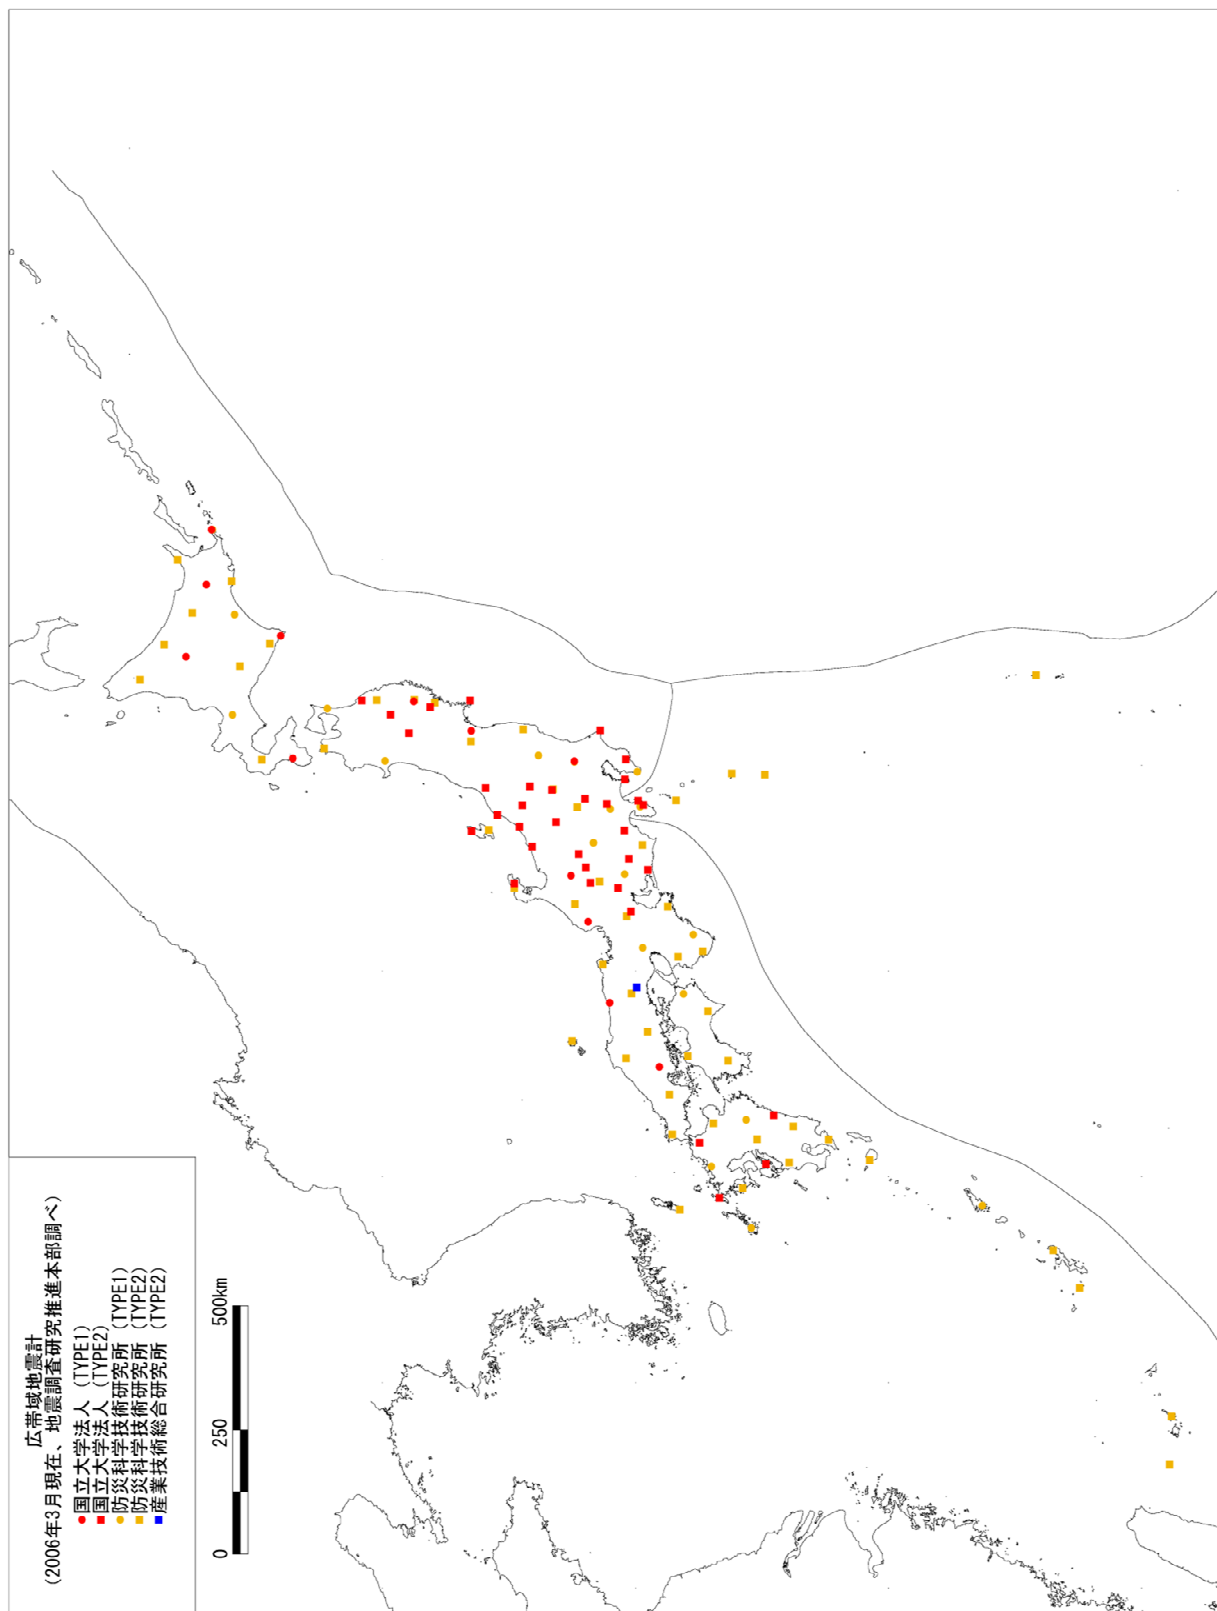 広帯域地震計
(2006年3月現在、地震調査研究推進本部調べ)
国立大学法人 (TYPE1)
国立大学法人 (TYPE2)
防災科学技術研究所 (TYPE1)
防災科学技術研究所 (TYPE2)
産業技術総合研究所 (TYPE2)
0 250 500km